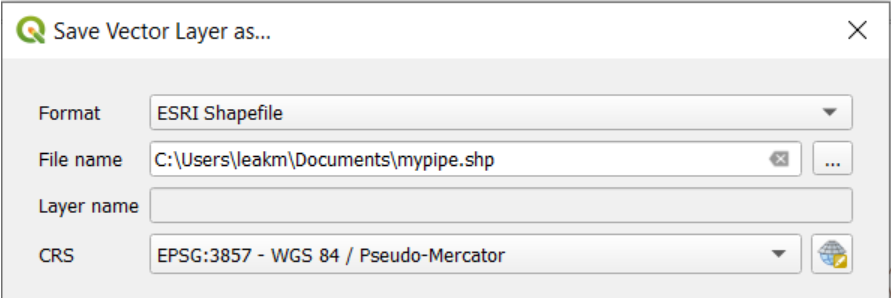 Save Vector Layer as...
Format ESRI Shapefile
File name C:\Users\leakm\Documents\mypipe.shp ...
Layer name
CRS EPSG:3857 - WGS 84 / Pseudo-Mercator